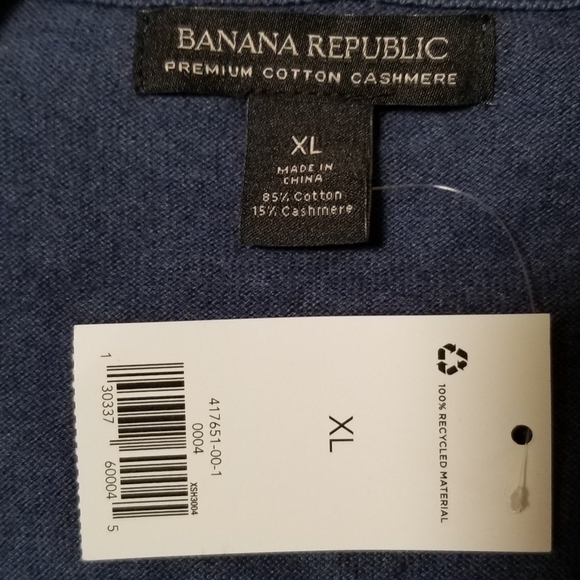 BANANA REPUBLIC
PREMIUM COTTON CASHMERE
XL
MADE IN
CHINA
85% Cotton
15% Cashmere
1 30337 60004 5
417651-00-1
0004
XSH3004
XL
100% RECYCLED MATERIAL